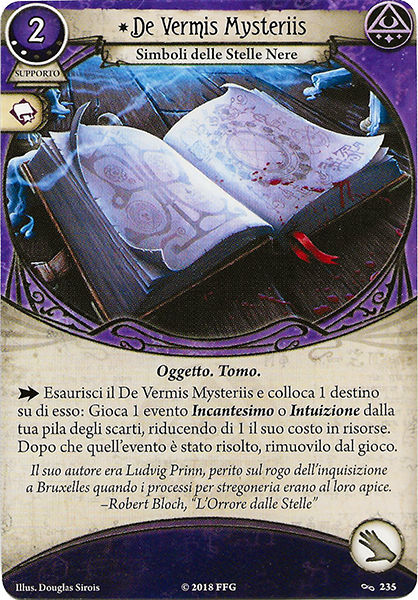 2
*De Vermis Mysteriis
SUPPORTO
Simboli delle Stelle Nere
Oggetto. Tomo.
Esaurisci il De Vermis Mysteriis e colloca 1 destino
su di esso: Gioca 1 evento Incantesimo o Intuizione dalla
tua pila degli scarti, riducendo di 1 il suo costo in risorse.
Dopo che quell'evento è stato risolto, rimuovilo dal gioco.
Il suo autore era Ludvig Prinn, perito sul rogo dell'inquisizione
a Bruxelles quando i processi per stregoneria erano al loro apice.
–Robert Bloch, "L'Orrore dalle Stelle"
Illus. Douglas Sirois
© 2018 FFG
235